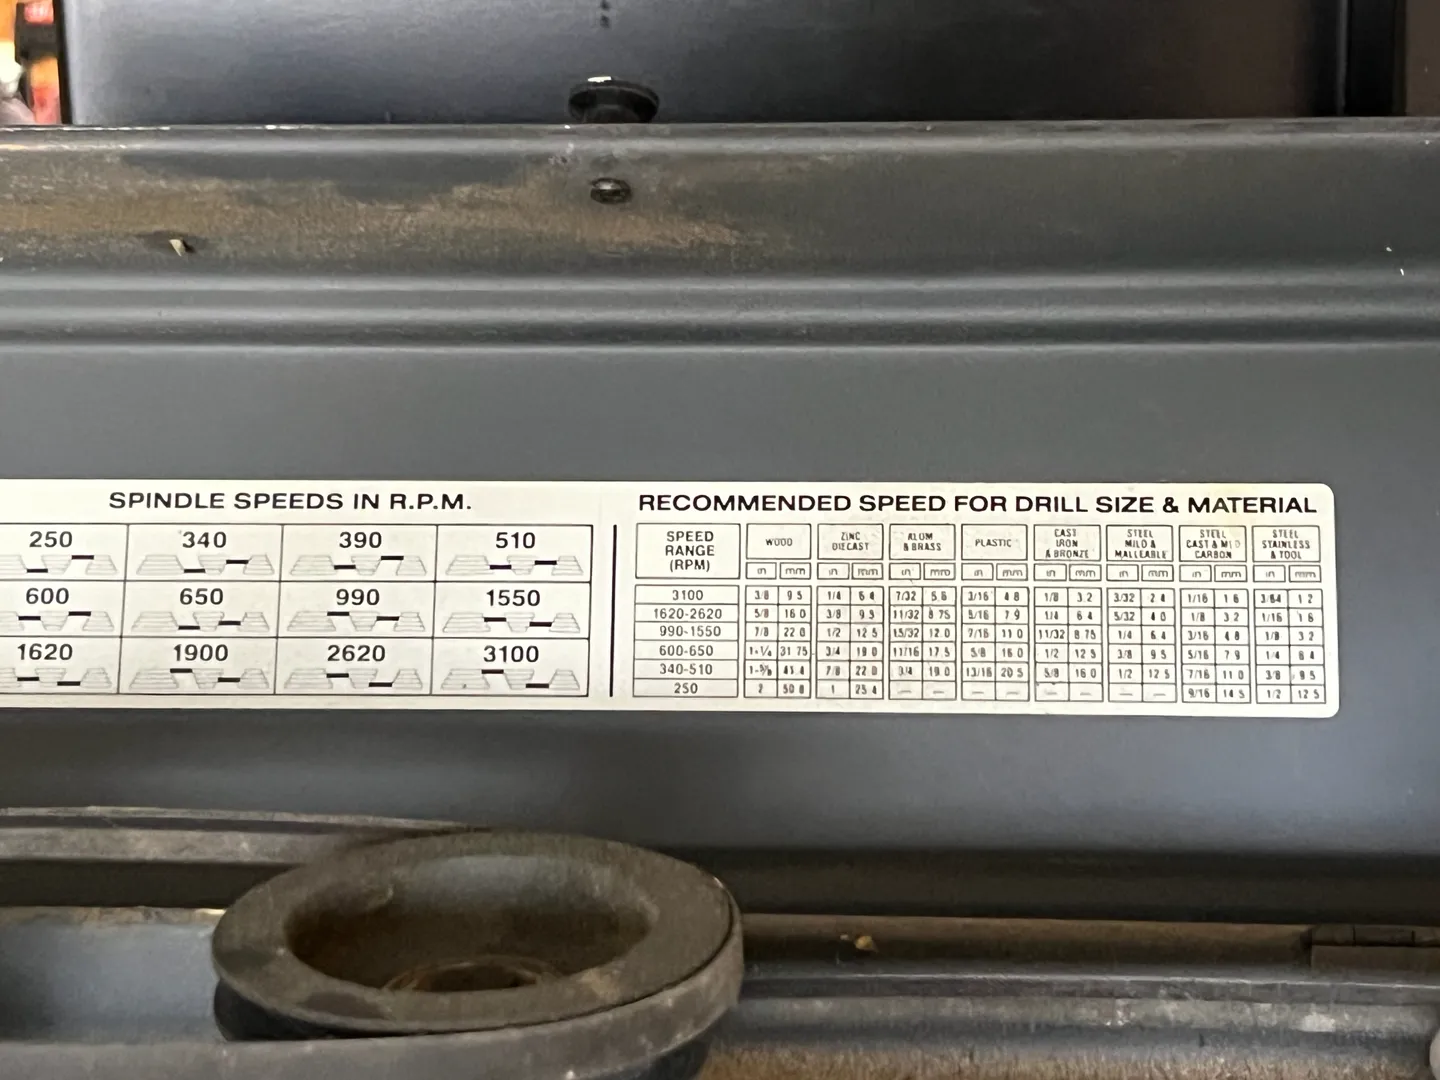 SPINDLE SPEEDS IN R.P.M.
250 340 390 510
600 650 990 1550
1620 1900 2620 3100
RECOMMENDED SPEED FOR DRILL SIZE & MATERIAL
SPEED RANGE (RPM) WOOD ZINC DIECAST ALUM & BRASS PLASTIC CAST IRON & BRONZE STEEL MILD & MALLEABLE STEEL CAST & MILD CARBON STEEL STAINLESS & TOOL
in mm in mm in mm in mm in mm in mm in mm in mm
3100 3/8 9 5 1/4 6 4 7/32 5 6 3/16 4 8 1/8 3 2 3/32 2 4 1/16 1 6 3/64 1 2
1620-2620 5/8 16 0 3/8 9 5 11/32 8 75 5/16 7 9 1/4 6 4 5/32 4 0 1/8 3 2 1/16 1 6
990-1550 7/8 22 0 1/2 12 5 15/32 12.0 7/16 11 0 11/32 8 75 1/4 6 4 3/16 4 8 1/8 3 2
600-650 1-1/4 31 75 3/4 19 0 11/16 17.5 5/8 16 0 1/2 12 5 3/8 9 5 5/16 7 9 1/4 6 4
340-510 1-5/8 41 4 7/8 22 0 3/4 19 0 13/16 20 5 5/8 16 0 1/2 12 5 7/16 11 0 3/8 9 5
250 2 50 8 1 25 4 — — — — — — — — 9/16 14 5 1/2 12 5